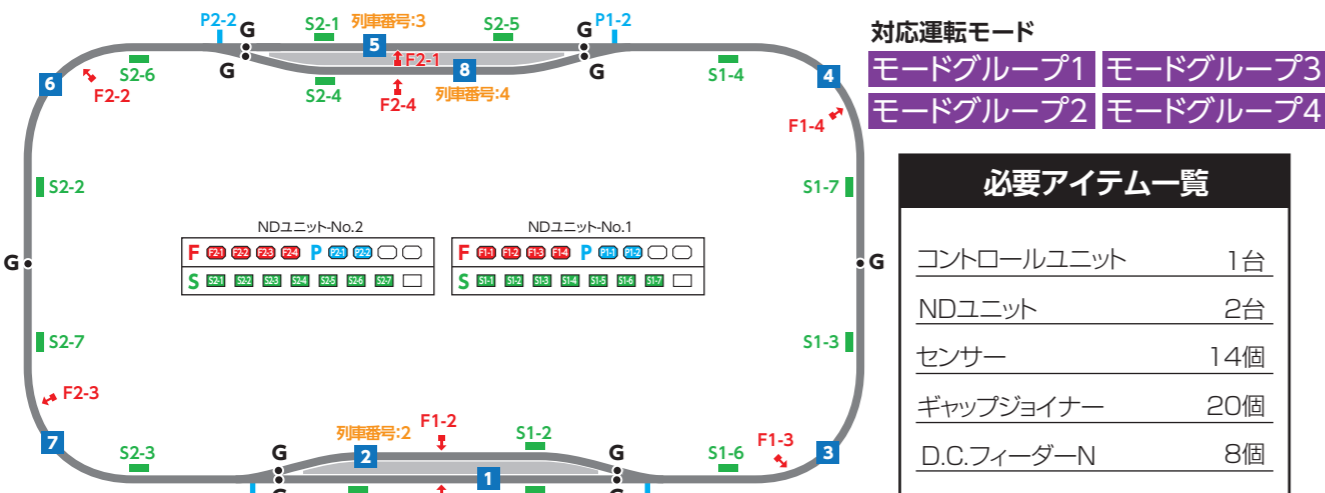 P2-2
G
S2-1
列車番号:3
S2-5
G
P1-2
対応運転モード
5
F2-1
S2-6
G
8
G
S1-4
モードグループ1
モードグループ3
6
F2-2
S2-4
F2-4
列車番号:4
4
モードグループ2
モードグループ4
F1-4
必要アイテム一覧
S2-2
S1-7
NDユニット-No.2
NDユニット-No.1
F F2-1 F2-2 F2-3 F2-4 P P2-1 P2-2
F F1-1 F1-2 F1-3 F1-4 P P1-1 P1-2
S S2-1 S2-2 S2-3 S2-4 S2-5 S2-6 S2-7
S S1-1 S1-2 S1-3 S1-4 S1-5 S1-6 S1-7
G
G
コントロールユニット 1台
NDユニット 2台
S2-7
S1-3
センサー 14個
F2-3
ギャップジョイナー 20個
7
S2-3
G
列車番号:2
F1-2
S1-2
G
S1-6
F1-3
3
D.C.フィーダーN 8個
2
1